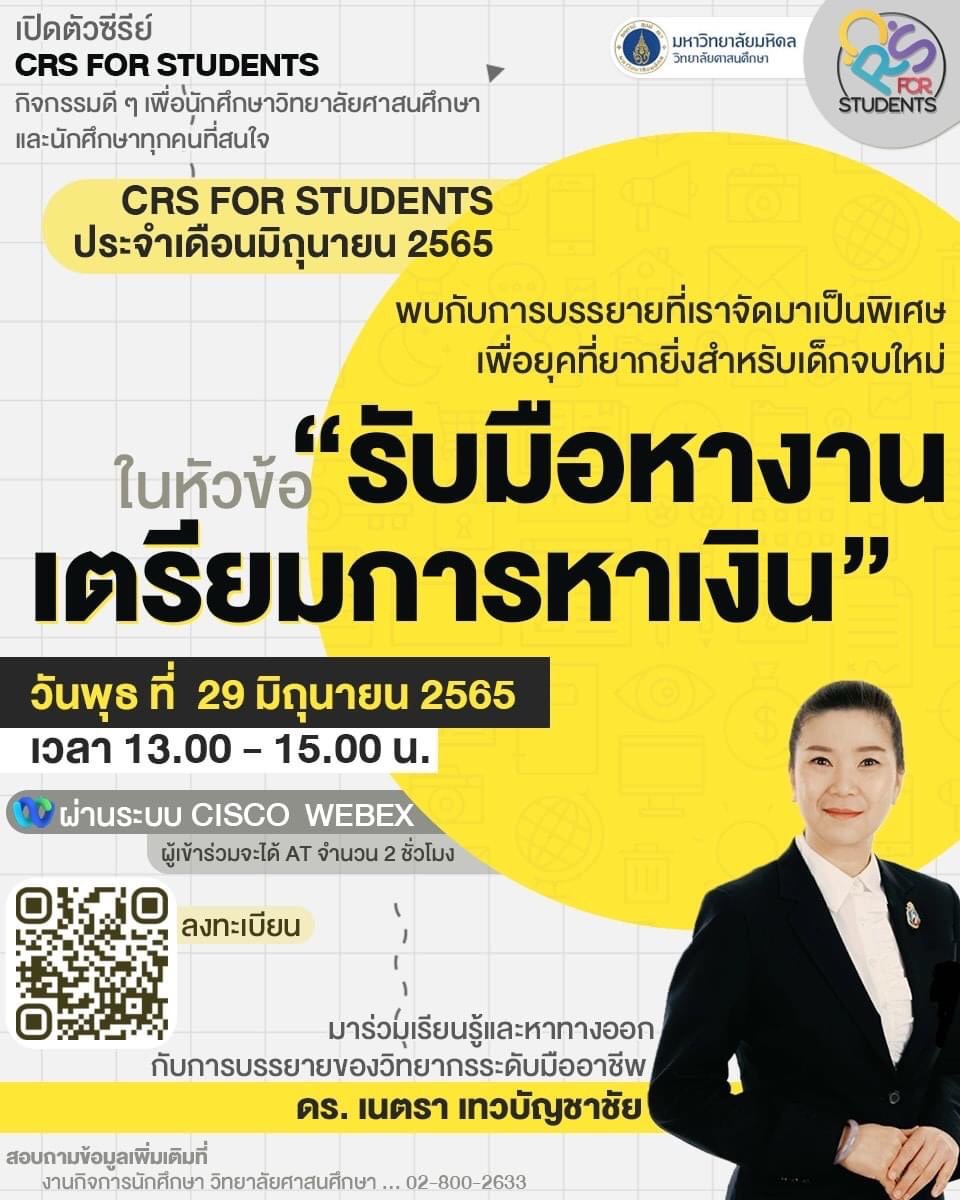 เปิดตัวซีรีย์
CRS FOR STUDENTS
กิจกรรมดี ๆ เพื่อนักศึกษาวิทยาลัยศาสนศึกษา
และนักศึกษาทุกคนที่สนใจ
มหาวิทยาลัยมหิดล
วิทยาลัยศาสนศึกษา
CRS
FOR
STUDENTS
CRS FOR STUDENTS
ประจำเดือนมิถุนายน 2565
พบกับการบรรยายที่เราจัดมาเป็นพิเศษ
เพื่อยุคที่ยากยิ่งสำหรับเด็กจบใหม่
ในหัวข้อ “รับมือหางาน
เตรียมการหาเงิน”
วันพุธ ที่ 29 มิถุนายน 2565
เวลา 13.00 - 15.00 น.
ผ่านระบบ CISCO WEBEX
ผู้เข้าร่วมจะได้ AT จำนวน 2 ชั่วโมง
ลงทะเบียน
มาร่วมเรียนรู้และหาทางออก
กับการบรรยายของวิทยากรระดับมืออาชีพ
ดร. เนตรา เทวบัญชาชัย
สอบถามข้อมูลเพิ่มเติมที่
งานกิจการนักศึกษา วิทยาลัยศาสนศึกษา ... 02-800-2633